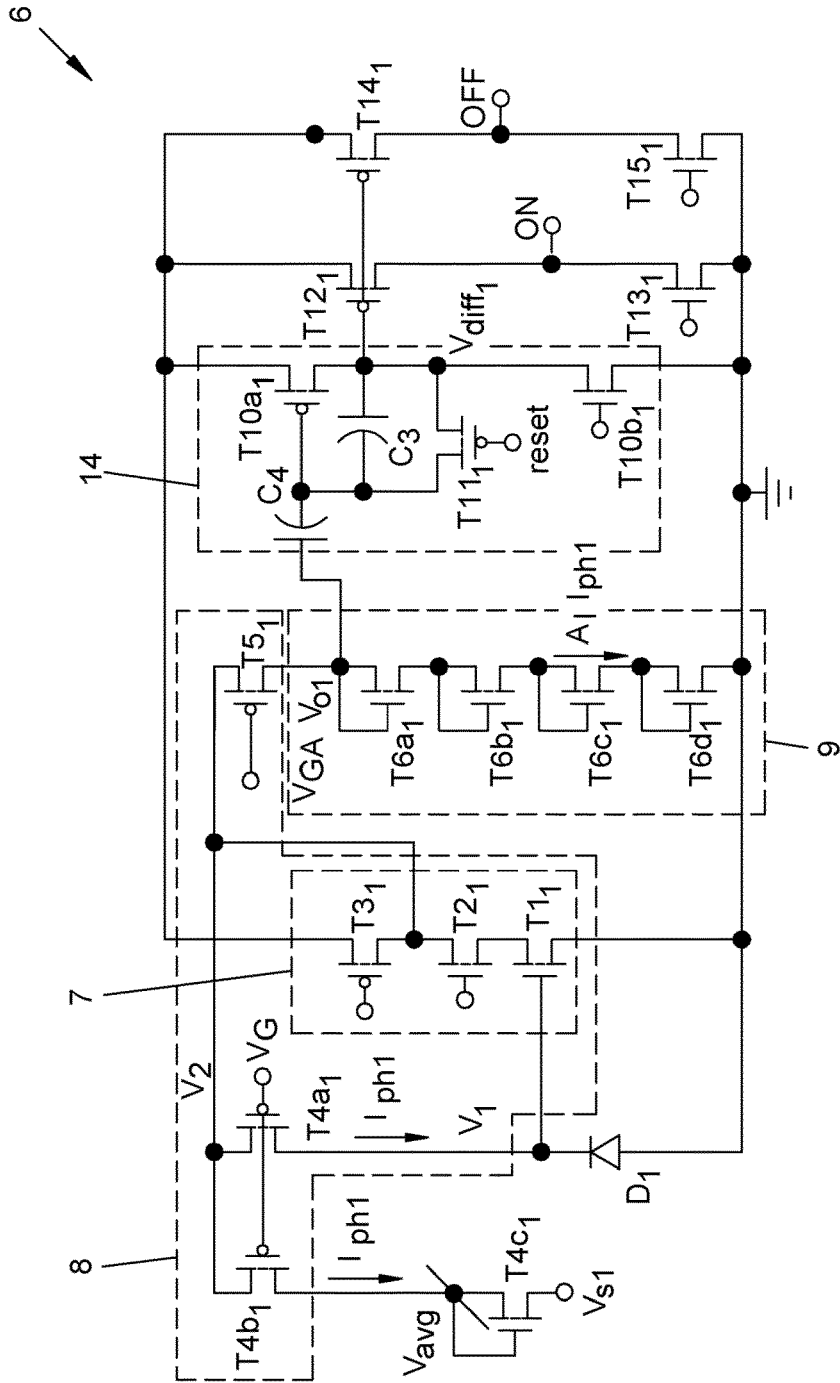 6
8
7
14
V₂
V_G
T4b₁
T4a₁
I_ph1
I_ph1
V_avg
T4c₁
V_s1
V₁
D₁
T3₁
T2₁
T1₁
T5₁
V_GA
V_o1
T6a₁
T6b₁
T6c₁
T6d₁
A_I I_ph1
9
C₄
T10a₁
C₃
T11₁
reset
T10b₁
V_diff₁
T12₁
ON
T13₁
T14₁
OFF
T15₁